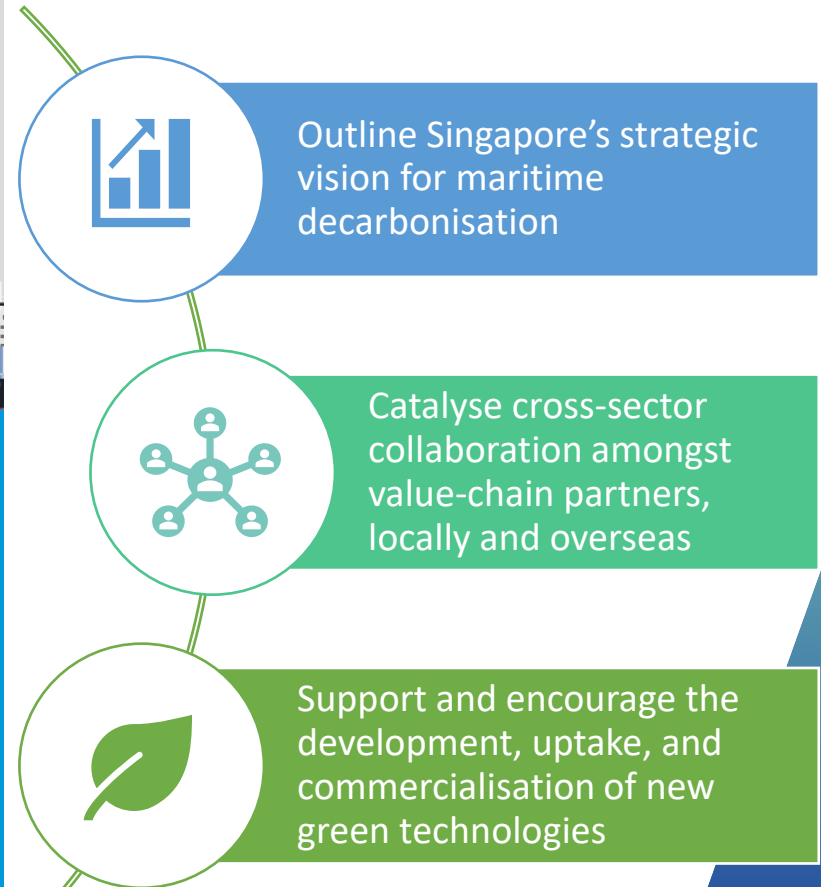 Outline Singapore’s strategic
vision for maritime
decarbonisation
Catalyse cross-sector
collaboration amongst
value-chain partners,
locally and overseas
Support and encourage the
development, uptake, and
commercialisation of new
green technologies